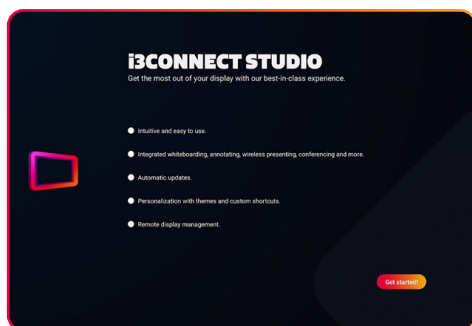 i3CONNECT STUDIO
Get the most out of your display with our best-in-class experience.
Intuitive and easy to use.
Integrated whiteboarding, annotating, wireless presenting, conferencing and more.
Automatic updates.
Personalization with themes and custom shortcuts.
Remote display management.
Get started!